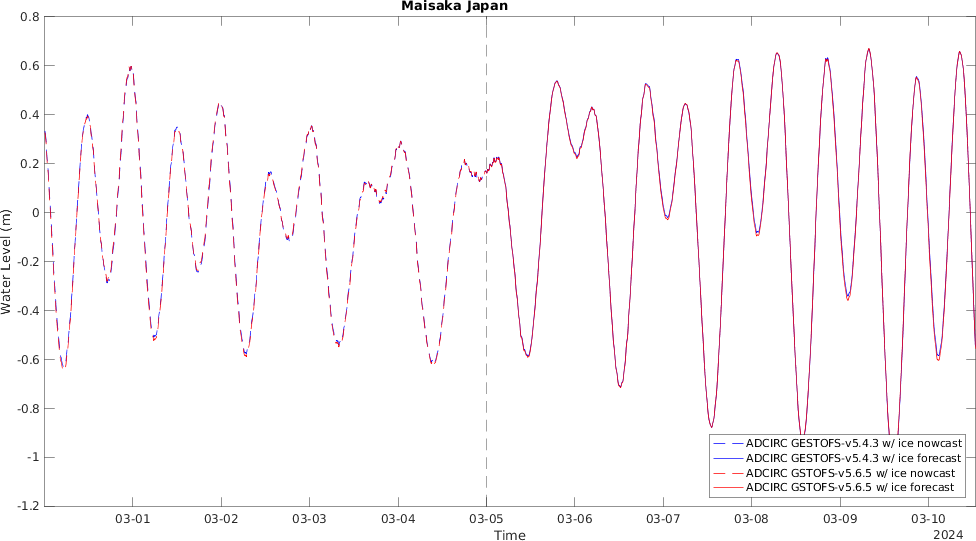 Maisaka Japan
0.8
0.6
0.4
0.2
0
-0.2
-0.4
-0.6
-0.8
-1
-1.2
Water Level (m)
ADCIRC GESTOFS-v5.4.3 w/ ice nowcast
ADCIRC GESTOFS-v5.4.3 w/ ice forecast
ADCIRC GSTOFS-v5.6.5 w/ ice nowcast
ADCIRC GSTOFS-v5.6.5 w/ ice forecast
03-01 03-02 03-03 03-04 03-05 03-06 03-07 03-08 03-09 03-10
Time
2024